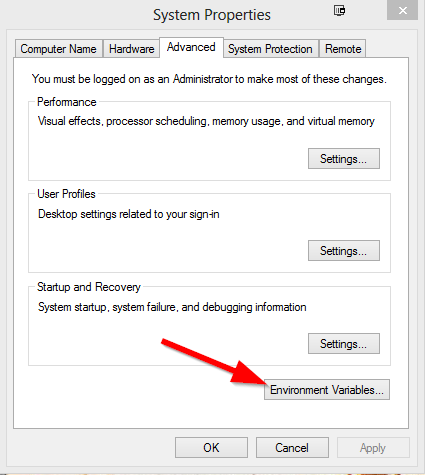 System Properties
Computer Name Hardware Advanced System Protection Remote
You must be logged on as an Administrator to make most of these changes.
Performance
Visual effects, processor scheduling, memory usage, and virtual memory
Settings...
User Profiles
Desktop settings related to your sign-in
Settings...
Startup and Recovery
System startup, system failure, and debugging information
Settings...
Environment Variables...
OK Cancel Apply